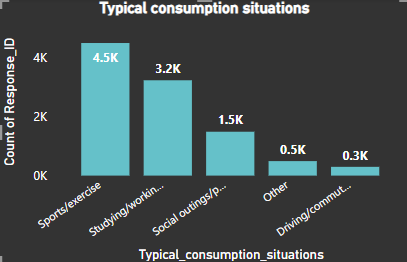 Typical consumption situations
Count of Response_ID
4K
2K
0K
4.5K
3.2K
1.5K
0.5K
0.3K
Sports/exercise
Studying/workin...
Social outings/p...
Other
Driving/commut...
Typical_consumption_situations